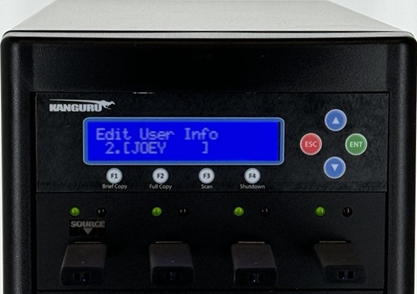 KANGURU
Edit User Info
2.[JOEY     ]
ESC
ENT
F1
F2
F3
F4
Brief Copy
Full Copy
Scan
Shutdown
SOURCE